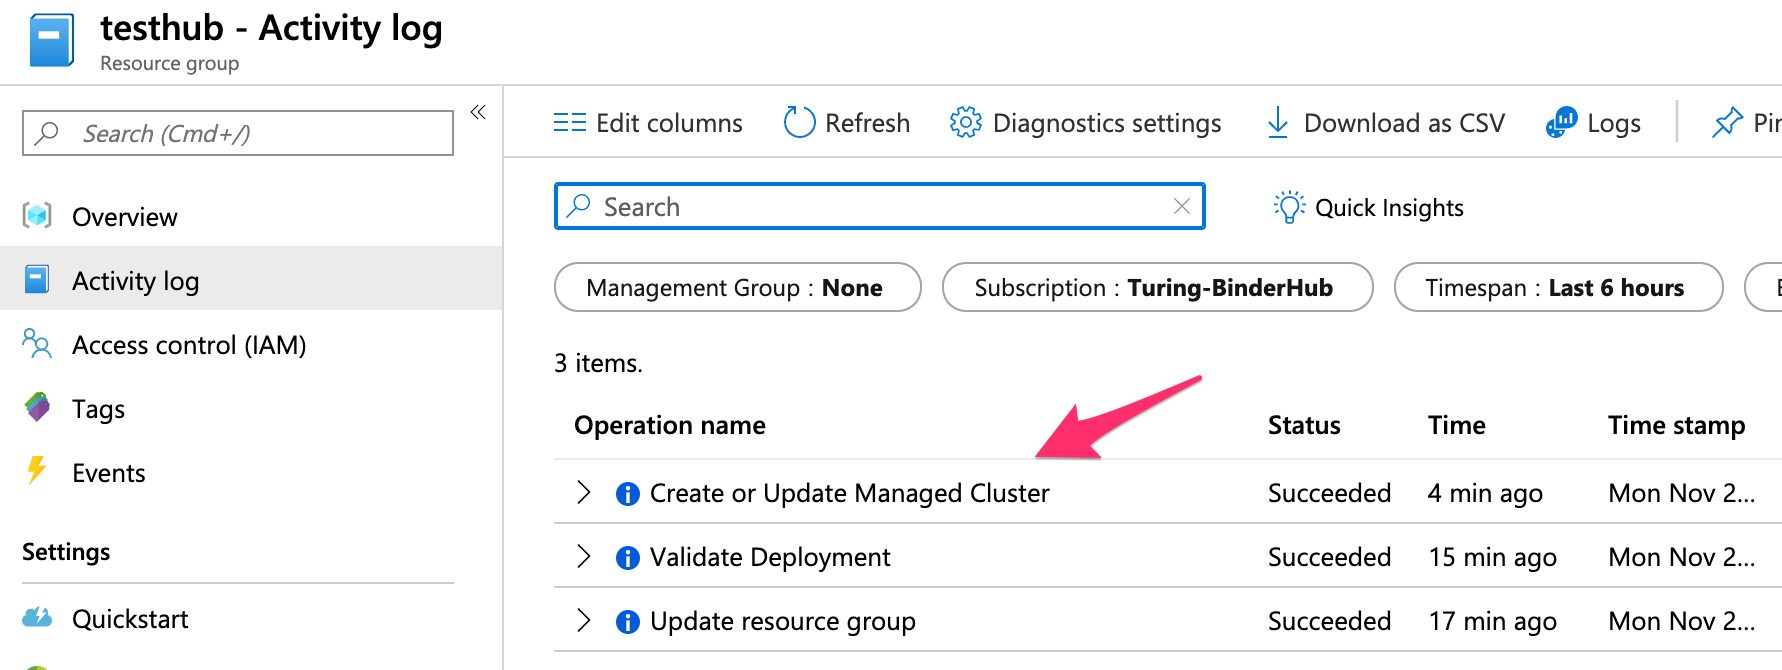 testhub - Activity log
Resource group
Search (Cmd+/)
«
Overview
Activity log
Access control (IAM)
Tags
Events
Settings
Quickstart
Edit columns Refresh Diagnostics settings Download as CSV Logs
Search
Quick Insights
Management Group : None Subscription : Turing-BinderHub Timespan : Last 6 hours
3 items.
Operation name Status Time Time stamp
Create or Update Managed Cluster Succeeded 4 min ago Mon Nov 2...
Validate Deployment Succeeded 15 min ago Mon Nov 2...
Update resource group Succeeded 17 min ago Mon Nov 2...